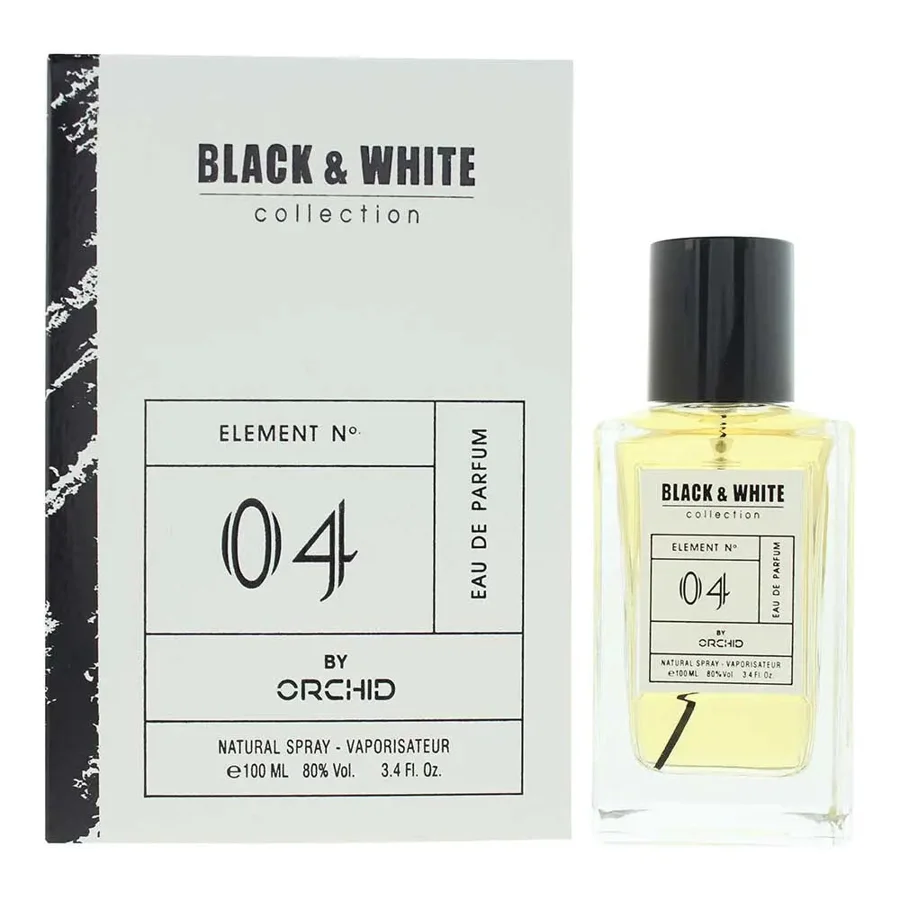 BLACK & WHITE
collection
ELEMENT Nº.
04
EAU DE PARFUM
BY
ORCHID
NATURAL SPRAY - VAPORISATEUR
℮100 ML 80% Vol. 3.4 Fl. Oz.
BLACK & WHITE
collection
ELEMENT Nº
04
EAU DE PARFUM
BY
ORCHID
NATURAL SPRAY - VAPORISATEUR
℮100 ML 80%Vol. 3.4 Fl. Oz.